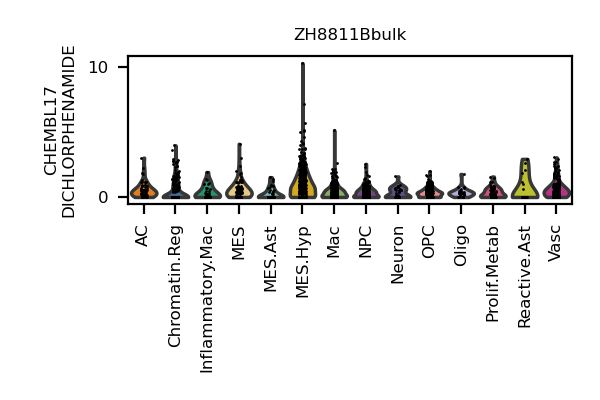 ZH8811Bbulk
CHEMBL17
DICHLORPHENAMIDE
10
0
AC
Chromatin.Reg
Inflammatory.Mac
MES
MES.Ast
MES.Hyp
Mac
NPC
Neuron
OPC
Oligo
Prolif.Metab
Reactive.Ast
Vasc